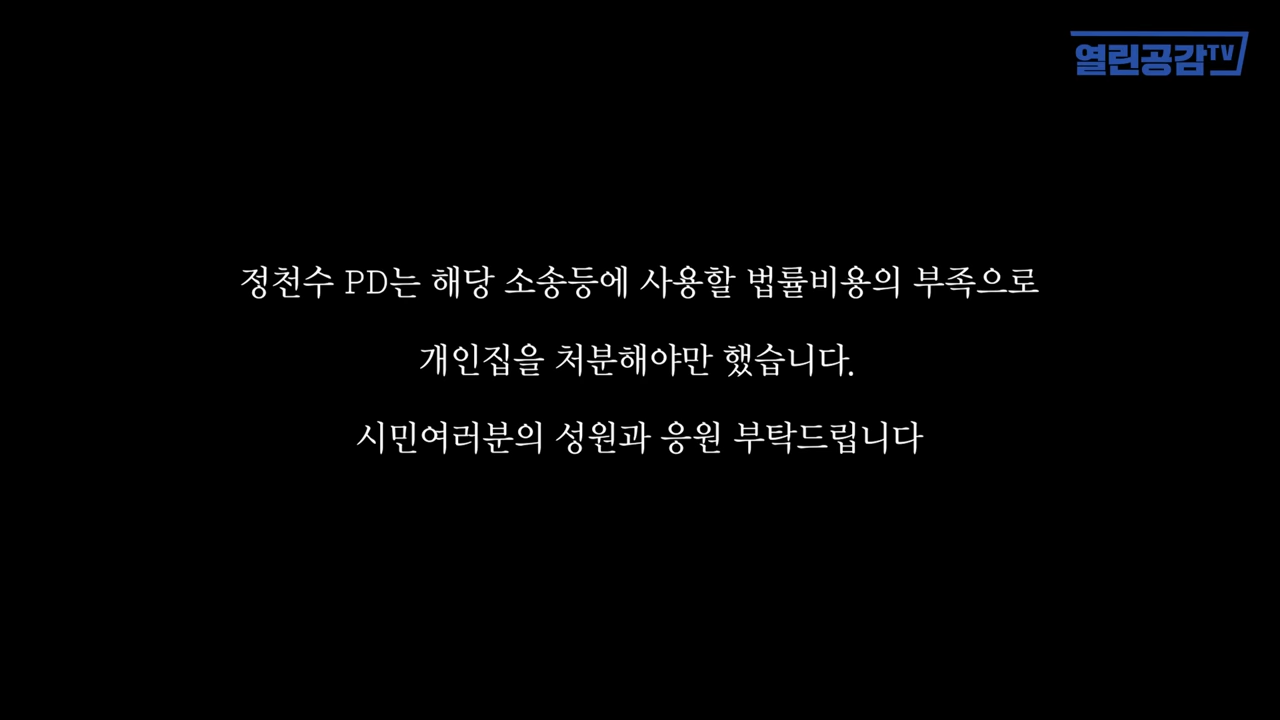 열린공감TV
정천수 PD는 해당 소송등에 사용할 법률비용의 부족으로
개인집을 처분해야만 했습니다.
시민여러분의 성원과 응원 부탁드립니다